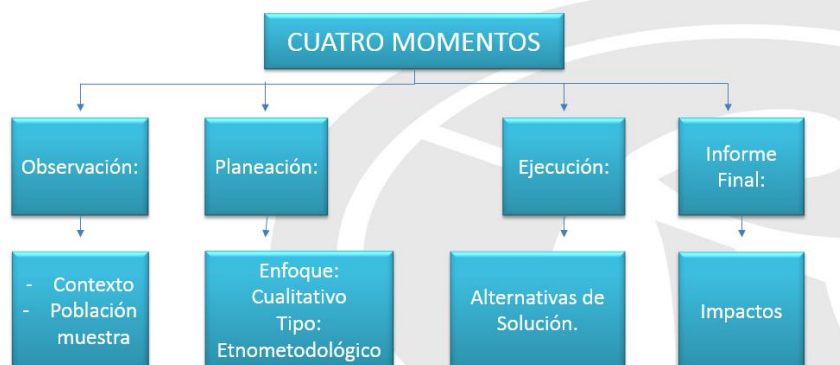 CUATRO MOMENTOS
Observación:
Planeación:
Ejecución:
Informe
Final:
- Contexto
- Población
muestra
Enfoque:
Cualitativo
Tipo:
Etnometodológico
Alternativas de
Solución.
Impactos